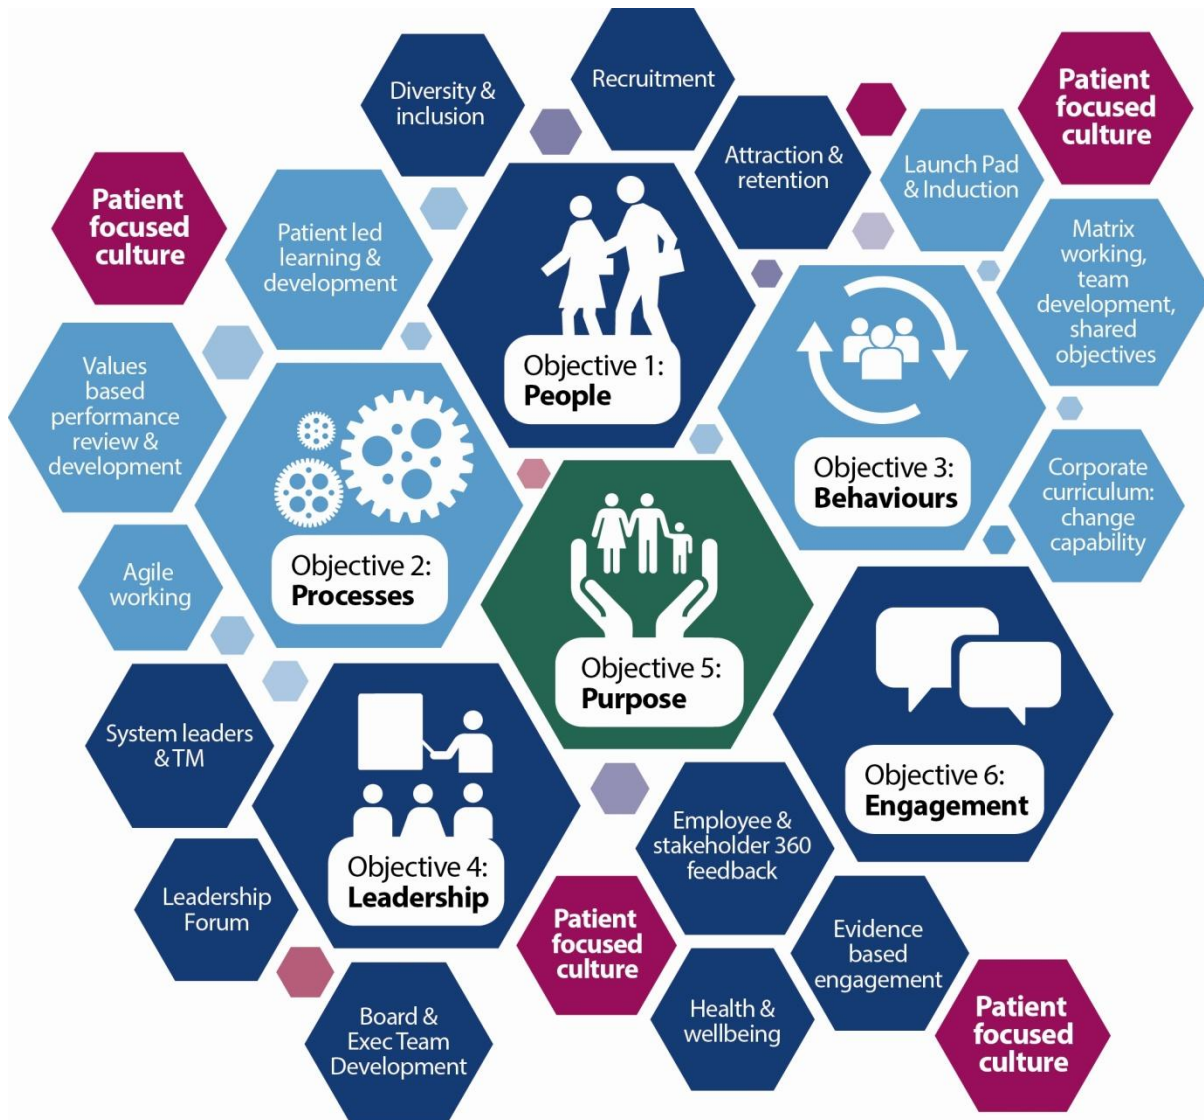 Diversity &
inclusion
Recruitment
Attraction &
retention
Patient
focused
culture
Launch Pad
& Induction
Patient
focused
culture
Patient led
learning &
development
Matrix
working,
team
development,
shared
objectives
Objective 1:
People
Values
based
performance
review &
development
Objective 3:
Behaviours
Corporate
curriculum:
change
capability
Objective 2:
Processes
Agile
working
Objective 5:
Purpose
System leaders
& TM
Objective 6:
Engagement
Employee &
stakeholder 360
feedback
Objective 4:
Leadership
Leadership
Forum
Patient
focused
culture
Evidence
based
engagement
Board &
Exec Team
Development
Health &
wellbeing
Patient
focused
culture